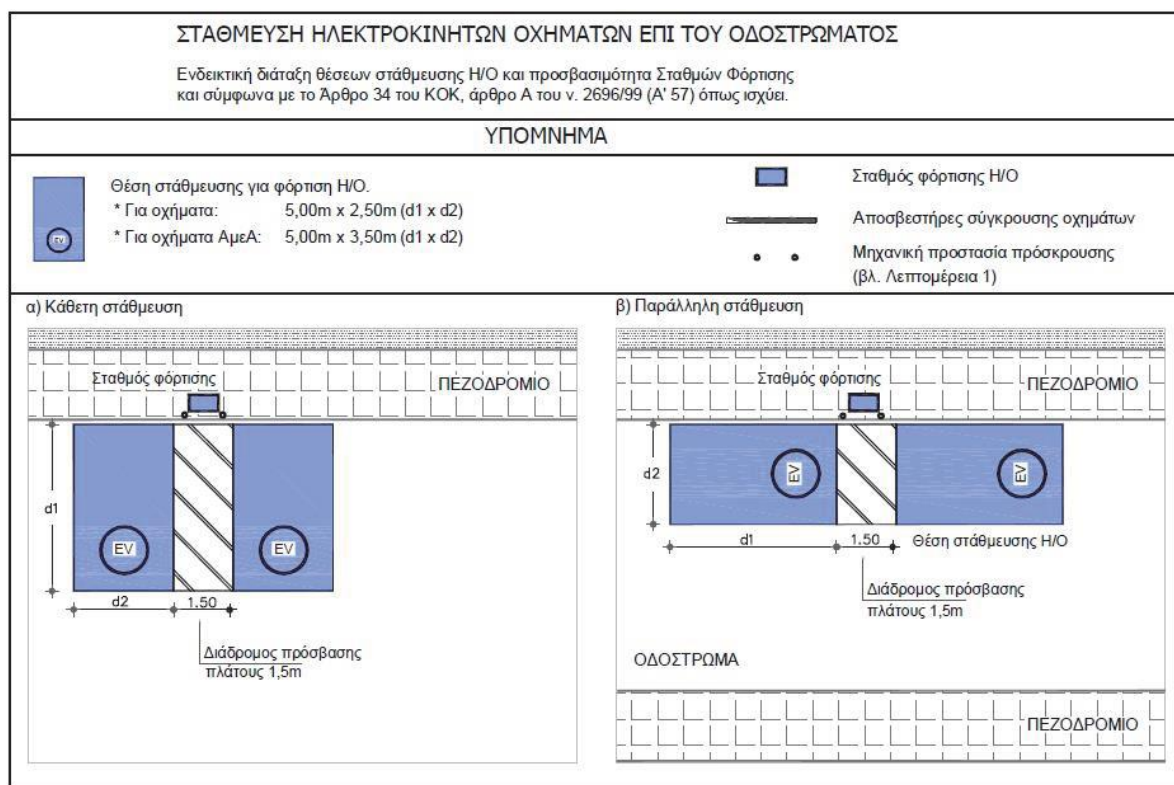 ΣΤΑΘΜΕΥΣΗ ΗΛΕΚΤΡΟΚΙΝΗΤΩΝ ΟΧΗΜΑΤΩΝ ΕΠΙ ΤΟΥ ΟΔΟΣΤΡΩΜΑΤΟΣ
Ενδεικτική διάταξη θέσεων στάθμευσης Η/Ο και προσβασιμότητα Σταθμών Φόρτισης
και σύμφωνα με το Άρθρο 34 του ΚΟΚ, άρθρο Α του ν. 2696/99 (Α' 57) όπως ισχύει.
ΥΠΟΜΝΗΜΑ
EV
Θέση στάθμευσης για φόρτιση Η/Ο.
* Για οχήματα: 5,00m x 2,50m (d1 x d2)
* Για οχήματα ΑμεΑ: 5,00m x 3,50m (d1 x d2)
Σταθμός φόρτισης Η/Ο
Αποσβεστήρες σύγκρουσης οχημάτων
Μηχανική προστασία πρόσκρουσης
(βλ. Λεπτομέρεια 1)
α) Κάθετη στάθμευση
Σταθμός φόρτισης
ΠΕΖΟΔΡΟΜΙΟ
d1
EV
EV
d2
1.50
Διάδρομος πρόσβασης
πλάτους 1,5m
β) Παράλληλη στάθμευση
Σταθμός φόρτισης
ΠΕΖΟΔΡΟΜΙΟ
d2
EV
EV
d1
1.50
Θέση στάθμευσης Η/Ο
Διάδρομος πρόσβασης
πλάτους 1,5m
ΟΔΟΣΤΡΩΜΑ
ΠΕΖΟΔΡΟΜΙΟ